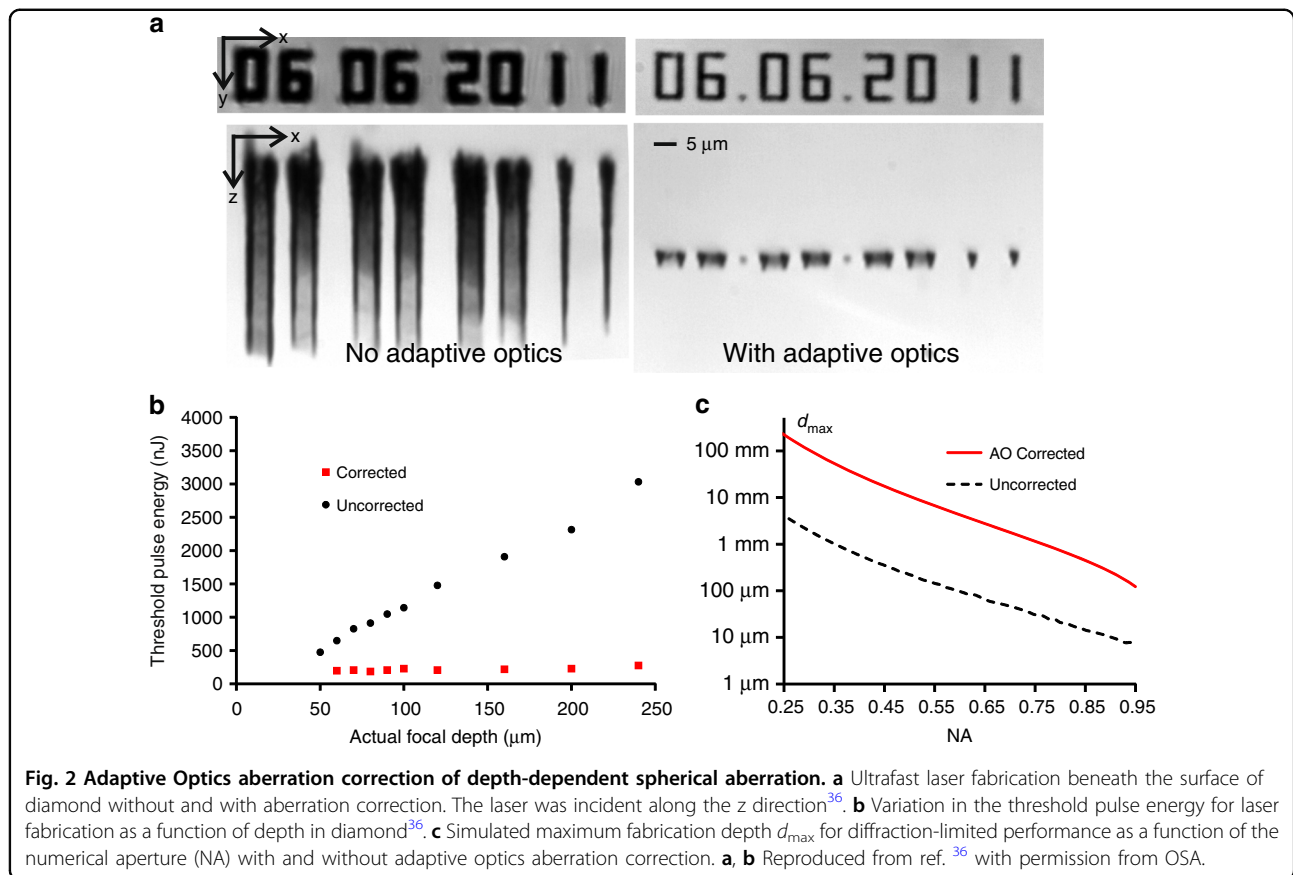 a
x
y
06 06 20 11
06.06.20 11
x
z
5 μm
No adaptive optics
With adaptive optics
b
4000
3500
3000
2500
2000
1500
1000
500
0
Threshold pulse energy (nJ)
Corrected
Uncorrected
0 50 100 150 200 250
Actual focal depth (μm)
c
d max
100 mm
10 mm
1 mm
100 μm
10 μm
1 μm
AO Corrected
Uncorrected
0.25 0.35 0.45 0.55 0.65 0.75 0.85 0.95
NA
Fig. 2 Adaptive Optics aberration correction of depth-dependent spherical aberration. a Ultrafast laser fabrication beneath the surface of
diamond without and with aberration correction. The laser was incident along the z direction36. b Variation in the threshold pulse energy for laser
fabrication as a function of depth in diamond36. c Simulated maximum fabrication depth dmax for diffraction-limited performance as a function of the
numerical aperture (NA) with and without adaptive optics aberration correction. a, b Reproduced from ref. 36 with permission from OSA.